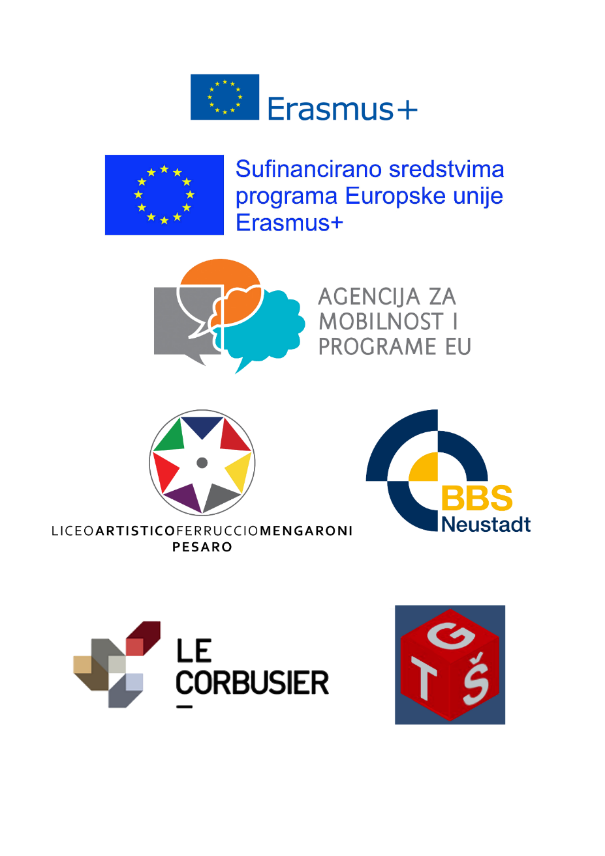 Erasmus+
Sufinancirano sredstvima
programa Europske unije
Erasmus+
AGENCIJA ZA
MOBILNOST I
PROGRAME EU
LICEOARTISTICOFERRUCCIOMENGARONI
PESARO
BBS
Neustadt
LE
CORBUSIER
G
T Š